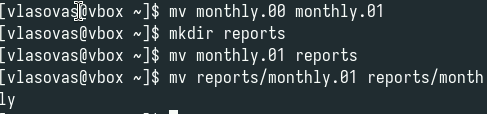 [vlasovas@vbox ~]$ mv monthly.00 monthly.01
[vlasovas@vbox ~]$ mkdir reports
[vlasovas@vbox ~]$ mv monthly.01 reports
[vlasovas@vbox ~]$ mv reports/monthly.01 reports/month
ly